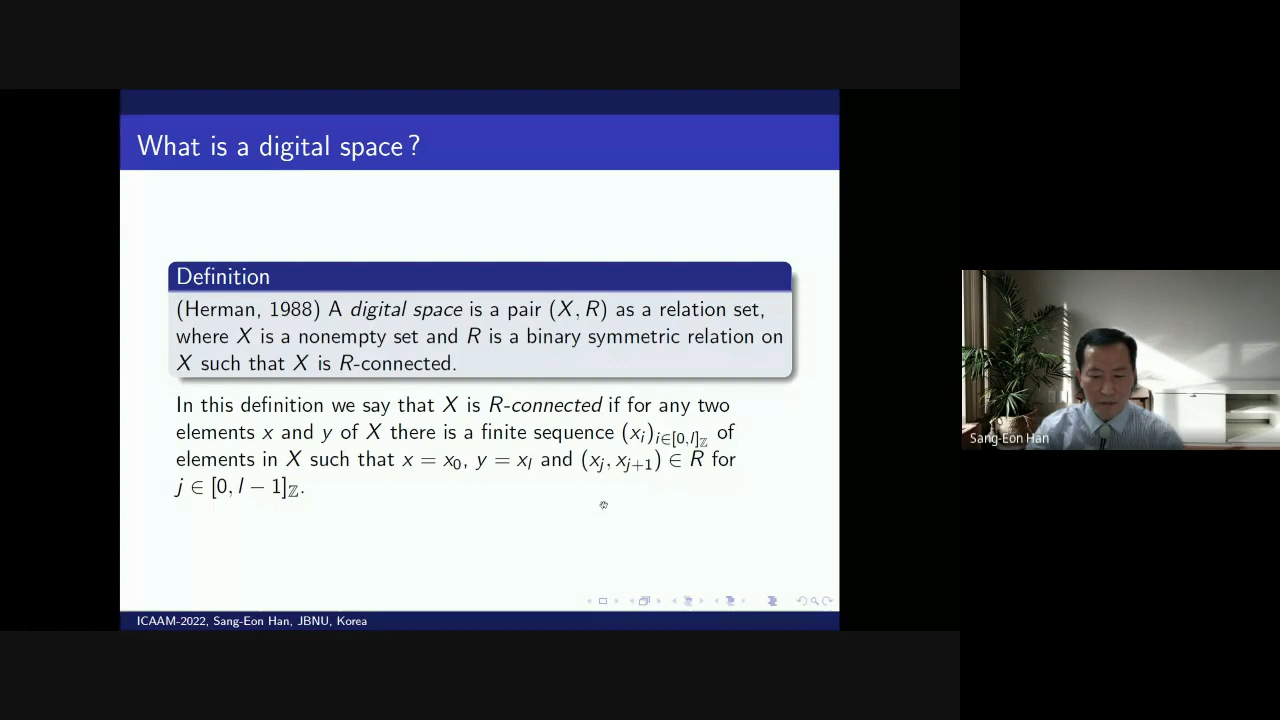 What is a digital space ?
Definition
(Herman, 1988) A digital space is a pair (X, R) as a relation set,
where X is a nonempty set and R is a binary symmetric relation on
X such that X is R-connected.
In this definition we say that X is R-connected if for any two
elements x and y of X there is a finite sequence (x_i)_{i∈[0,l]_ℤ} of
elements in X such that x = x_0, y = x_l and (x_j, x_{j+1}) ∈ R for
j ∈ [0, l − 1]_ℤ.
ICAAM-2022, Sang-Eon Han, JBNU, Korea
Sang-Eon Han